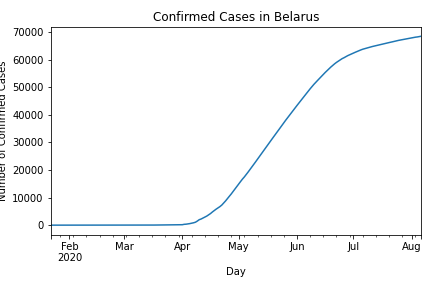 Confirmed Cases in Belarus
Number of Confirmed Cases
70000
60000
50000
40000
30000
20000
10000
0
Feb Mar Apr May Jun Jul Aug
2020
Day